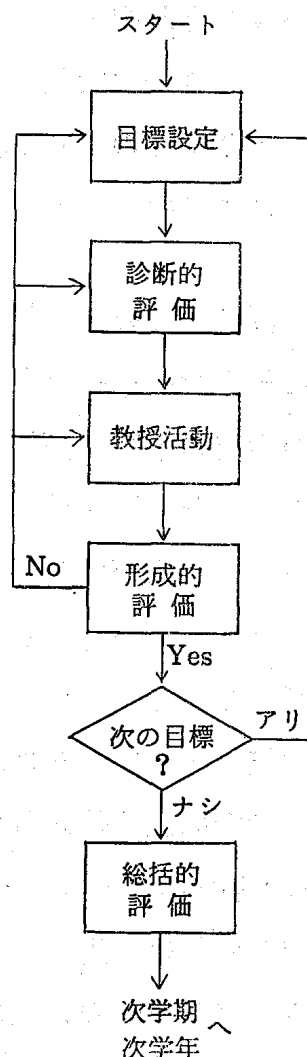 スタート
目標設定
診断的
評価
教授活動
形成的
評価
No
Yes
次の目標
?
アリ
ナシ
総括的
評価
次学期
次学年
へ